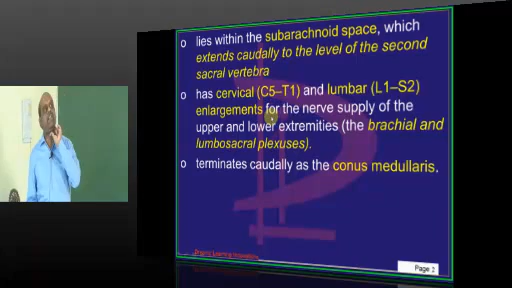 o lies within the subarachnoid space, which
extends caudally to the level of the second
sacral vertebra
o has cervical (C5–T1) and lumbar (L1–S2)
enlargements for the nerve supply of the
upper and lower extremities (the brachial and
lumbosacral plexuses).
o terminates caudally as the conus medullaris.
Page 2